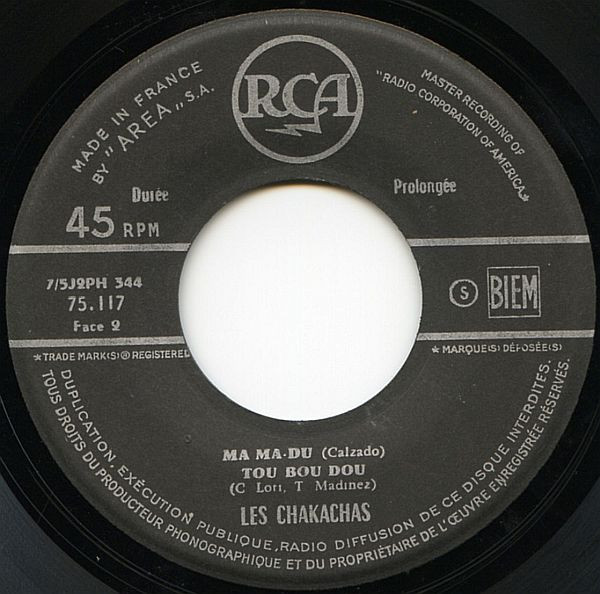 RCA
MADE IN FRANCE
BY "AREA" S.A.
MASTER RECORDING OF
"RADIO CORPORATION OF AMERICA"★
Durée Prolongée
45 RPM
7/5J2PH 344
75.117
Face 2
S BIEM
★ TRADE MARK(S)® REGISTERED
★ MARQUE(S) DÉPOSÉE(S)
MA MA-DU (Calzado)
TOU BOU DOU
(C Lott, T Madinez)
LES CHAKACHAS
DUPLICATION EXÉCUTION PUBLIQUE, RADIO DIFFUSION DE CE DISQUE INTERDITES.
TOUS DROITS DU PRODUCTEUR PHONOGRAPHIQUE ET DU PROPRIÉTAIRE DE L'ŒUVRE ENREGISTRÉE RÉSERVÉS.